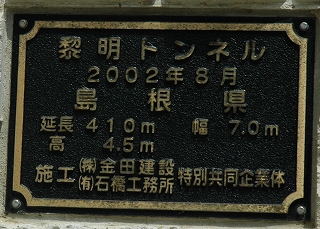 黎明トンネル
2002年8月
島根県
延長 410m 幅 7.0m
高 4.5m
施工 ㈱金田建設 特別共同企業体
㈲石橋工務所